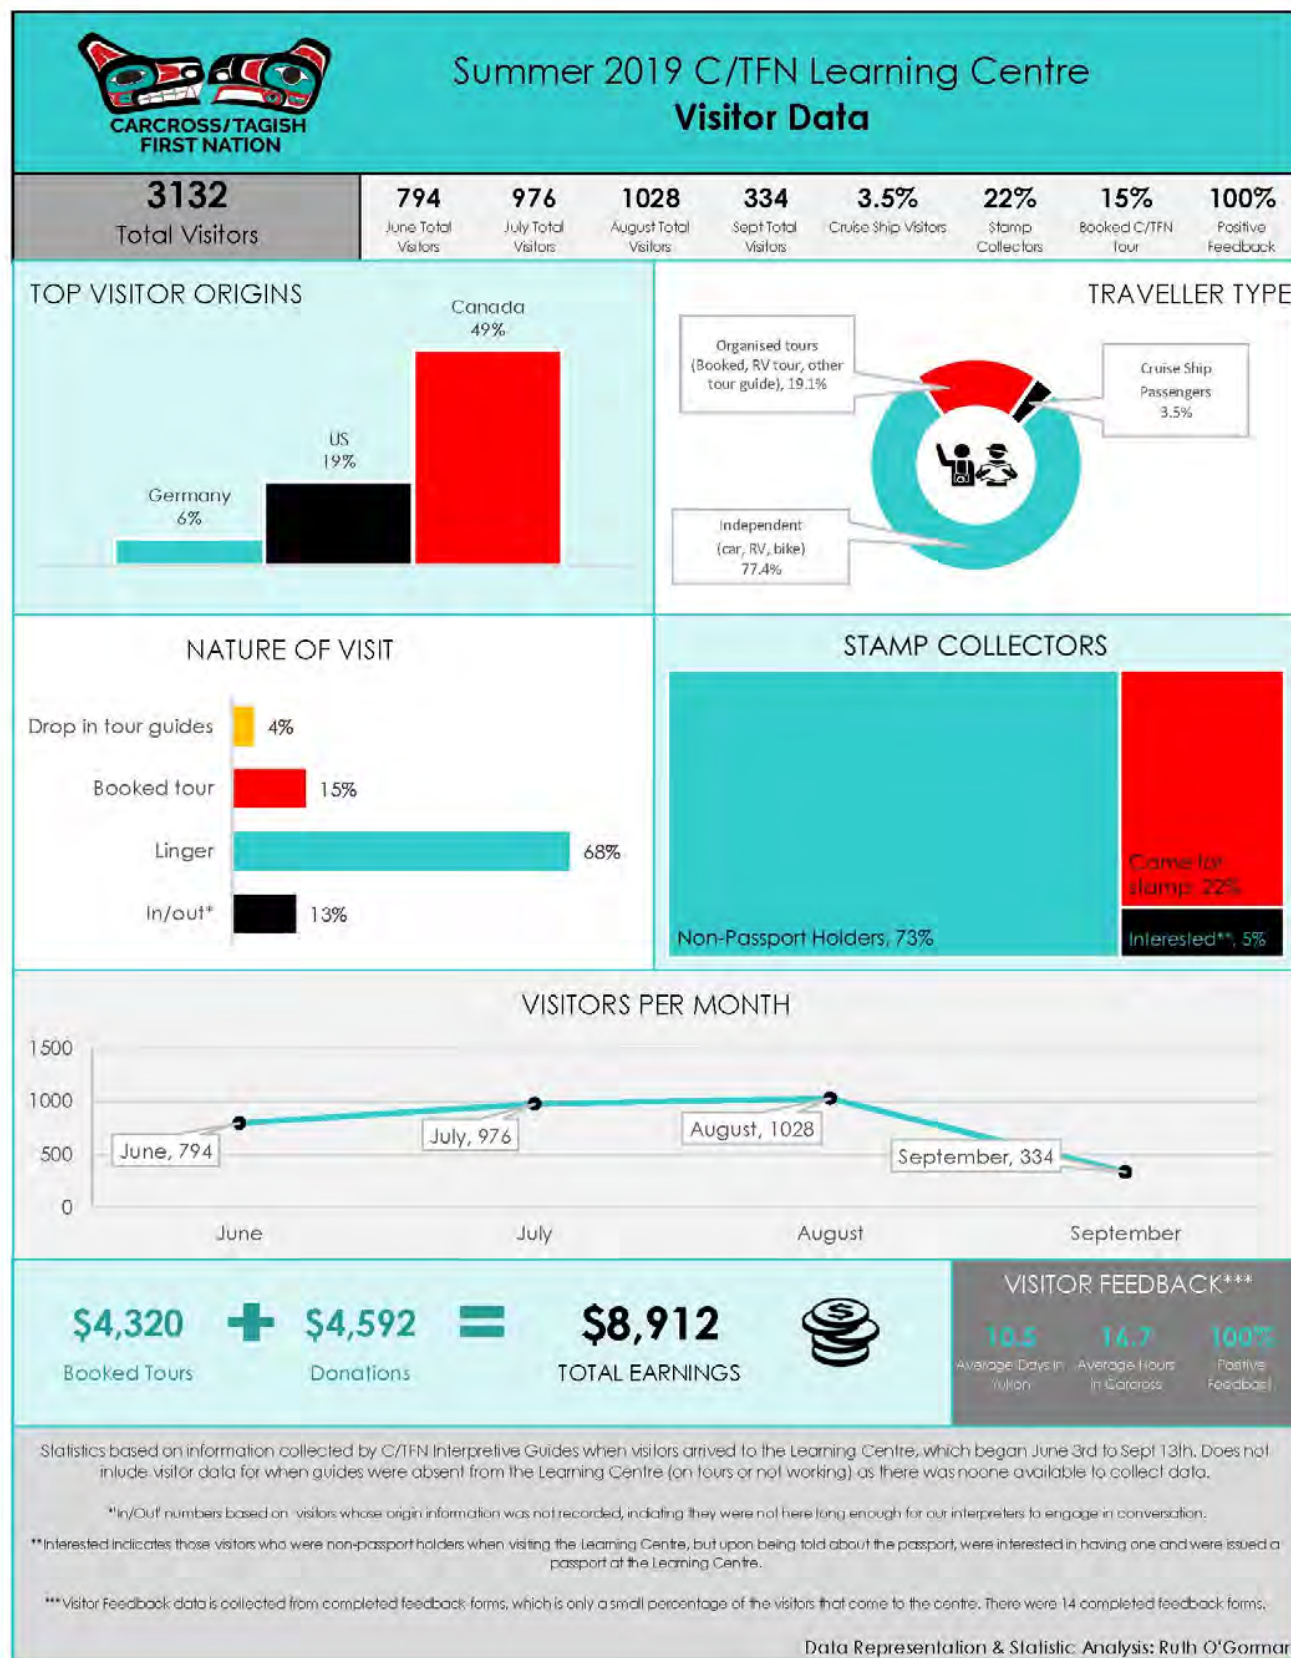 CARCROSS/TAGISH
FIRST NATION
Summer 2019 C/TFN Learning Centre
Visitor Data
3132
Total Visitors
794
June Total
Visitors
976
July Total
Visitors
1028
August Total
Visitors
334
Sept Total
Visitors
3.5%
Cruise Ship Visitors
22%
Stamp
Collectors
15%
Booked C/TFN
Tour
100%
Positive
Feedback
TOP VISITOR ORIGINS
Canada
49%
US
19%
Germany
6%
TRAVELLER TYPE
Organised tours
(Booked, RV tour, other
tour guide), 19.1%
Cruise Ship
Passengers
3.5%
Independent
(car, RV, bike)
77.4%
NATURE OF VISIT
Drop in tour guides
4%
Booked tour
15%
Linger
68%
In/out*
13%
STAMP COLLECTORS
Non-Passport Holders, 73%
Came for
stamp, 22%
Interested**, 5%
VISITORS PER MONTH
1500
1000
500
0
June, 794
July, 976
August, 1028
September, 334
June
July
August
September
$4,320
Booked Tours
$4,592
Donations
$8,912
TOTAL EARNINGS
VISITOR FEEDBACK***
10.5
Average Days in
Yukon
16.7
Average Hours
in Carcross
100%
Positive
Feedback
Statistics based on information collected by C/TFN Interpretive Guides when visitors arrived to the Learning Centre, which began June 3rd to Sept 13th. Does not
inlude visitor data for when guides were absent from the Learning Centre (on tours or not working) as there was noone available to collect data.
*'In/Out' numbers based on visitors whose origin information was not recorded, indiating they were not here long enough for our interpreters to engage in conversation.
**Interested indicates those visitors who were non-passport holders when visiting the Learning Centre, but upon being told about the passport, were interested in having one and were issued a
passport at the Learning Centre.
***Visitor Feedback data is collected from completed feedback forms, which is only a small percentage of the visitors that come to the centre. There were 14 completed feedback forms.
Data Representation & Statistic Analysis: Ruth O'Gorman